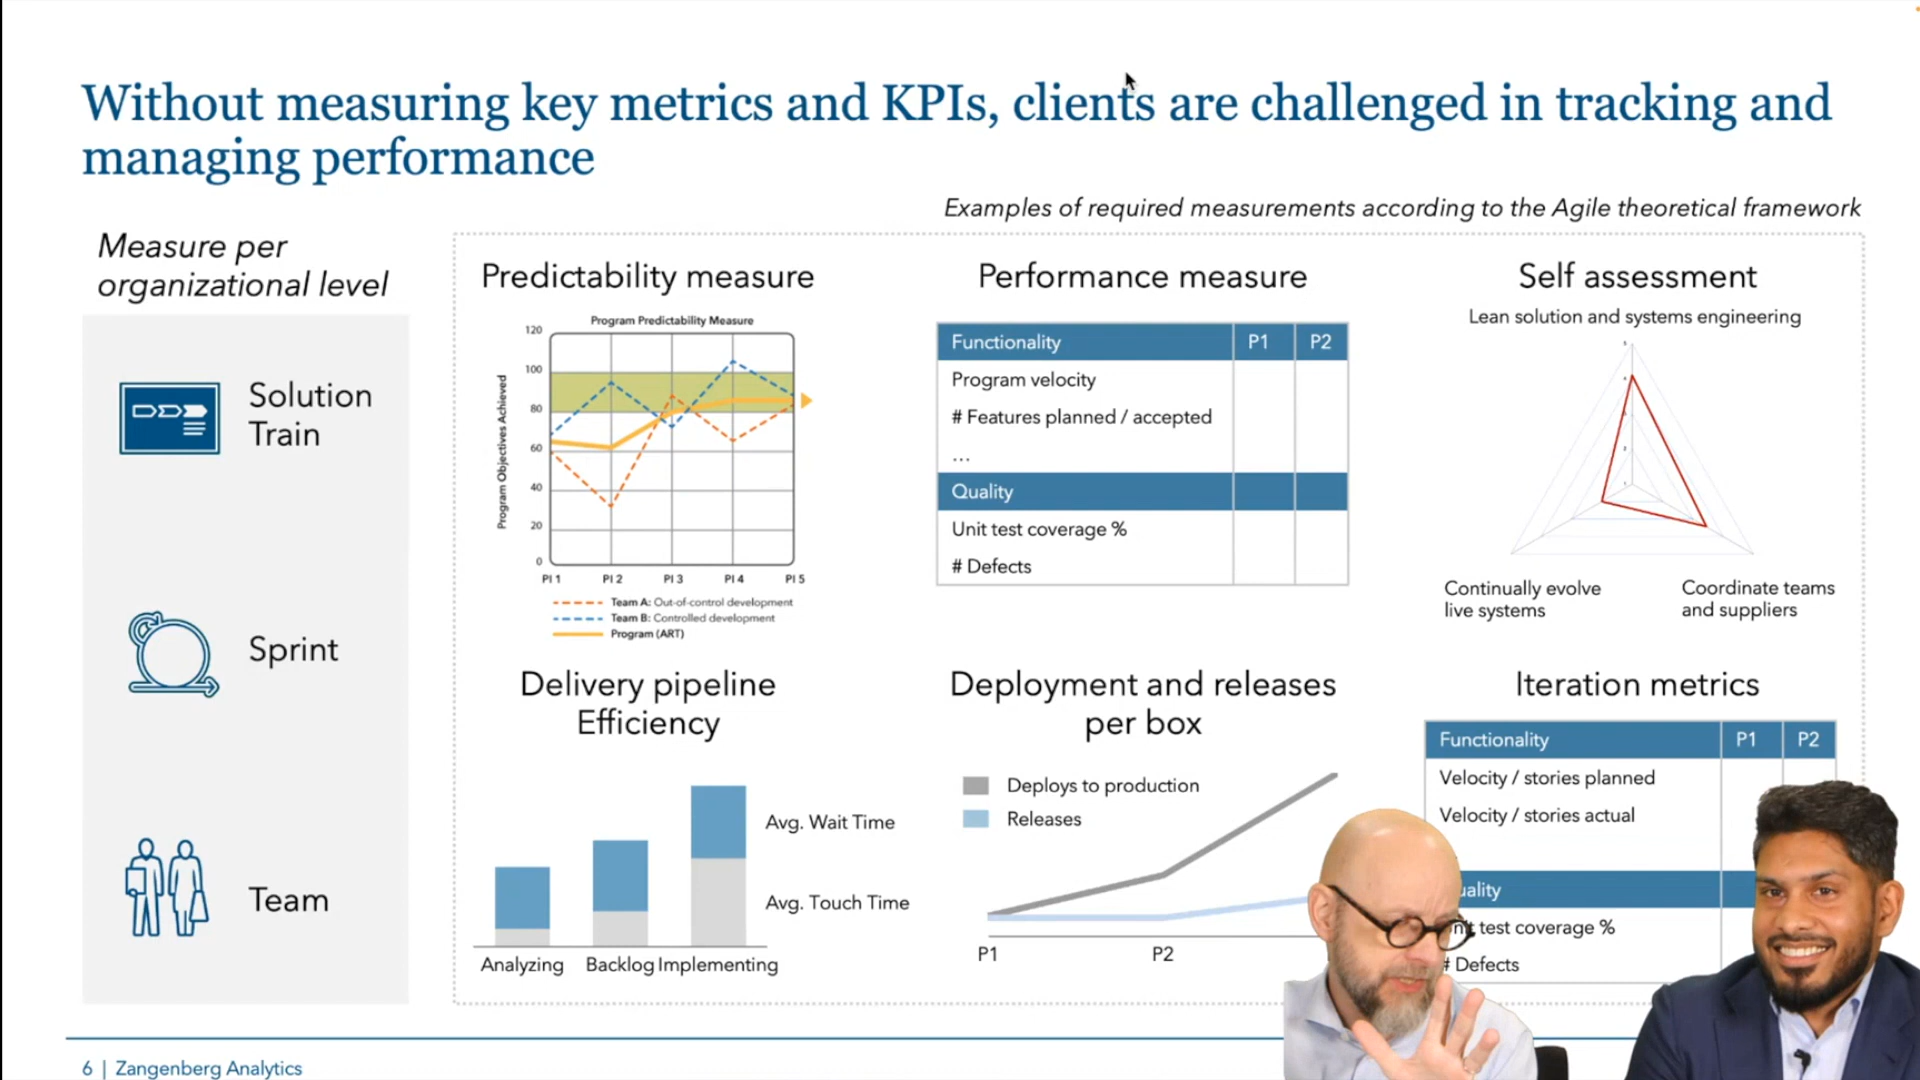 Without measuring key metrics and KPIs, clients are challenged in tracking and
managing performance
Examples of required measurements according to the Agile theoretical framework
Measure per
organizational level
Solution
Train
Sprint
Team
Predictability measure
Program Predictability Measure
Program Objectives Achieved
120
100
80
60
40
20
0
PI 1 PI 2 PI 3 PI 4 PI 5
Team A: Out-of-control development
Team B: Controlled development
Program (ART)
Performance measure
Functionality P1 P2
Program velocity
# Features planned / accepted
...
Quality
Unit test coverage %
# Defects
Self assessment
Lean solution and systems engineering
Continually evolve
live systems
Coordinate teams
and suppliers
Delivery pipeline
Efficiency
Avg. Wait Time
Avg. Touch Time
Analyzing Backlog Implementing
Deployment and releases
per box
Deploys to production
Releases
P1 P2
Iteration metrics
Functionality P1 P2
Velocity / stories planned
Velocity / stories actual
test coverage %
# Defects
6 | Zangenberg Analytics